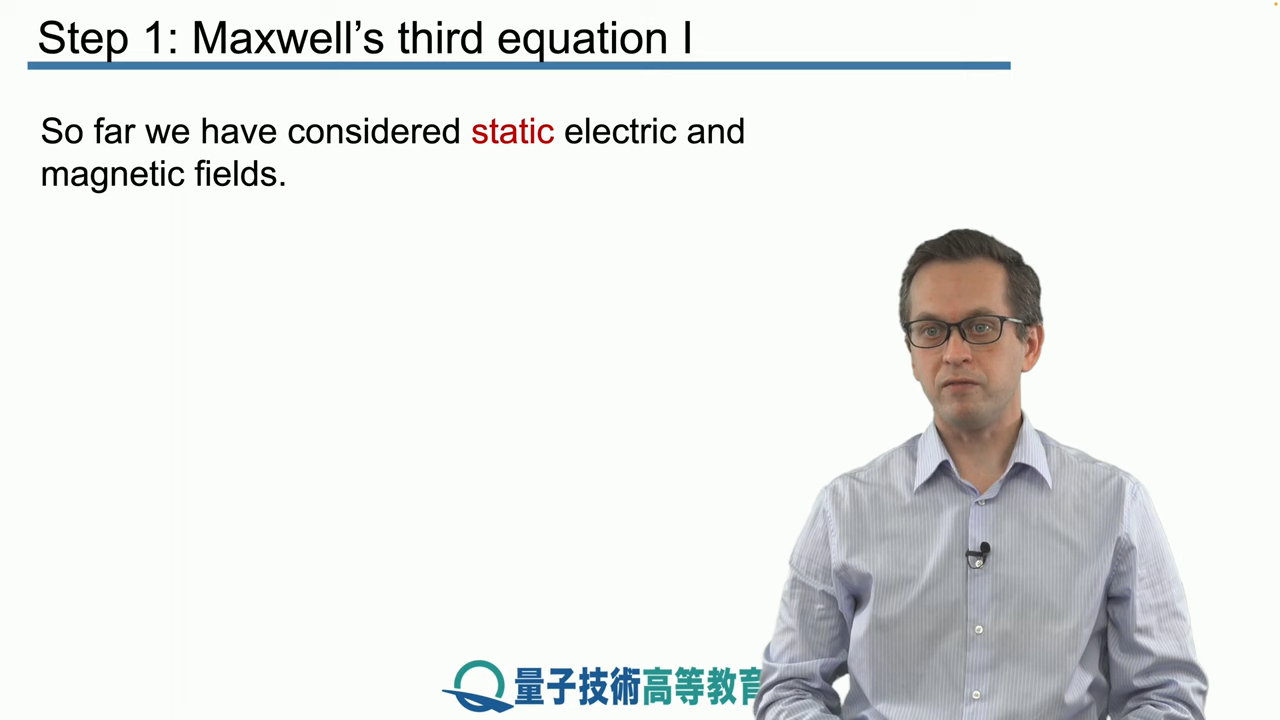 Step 1: Maxwell’s third equation I
So far we have considered static electric and
magnetic fields.
量子技術高等教育